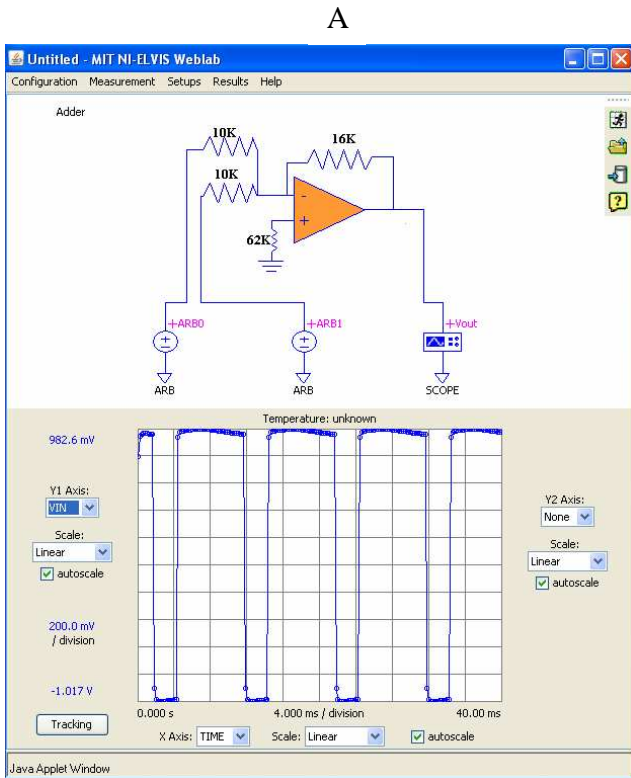 A
Untitled - MIT NI-ELVIS Weblab
Configuration Measurement Setups Results Help
Adder
10K
16K
10K
-
+
62K
+ARB0
+ARB1
+Vout
ARB
ARB
SCOPE
Temperature: unknown
982.6 mV
Y1 Axis:
VIN
Scale:
Linear
autoscale
200.0 mV
/ division
-1.017 V
Tracking
Y2 Axis:
None
Scale:
Linear
autoscale
0.000 s 4.000 ms / division 40.00 ms
X Axis: TIME Scale: Linear autoscale
Java Applet Window